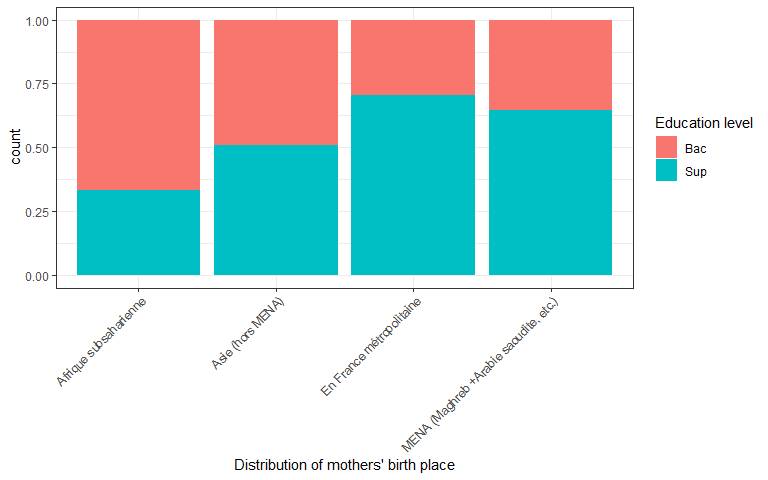 1.00
0.75
0.50
0.25
0.00
count
Afrique subsaharienne
Asie (hors MENA)
En France métropolitaine
MENA (Maghreb +Arabie saoudite, etc.)
Distribution of mothers' birth place
Education level
Bac
Sup